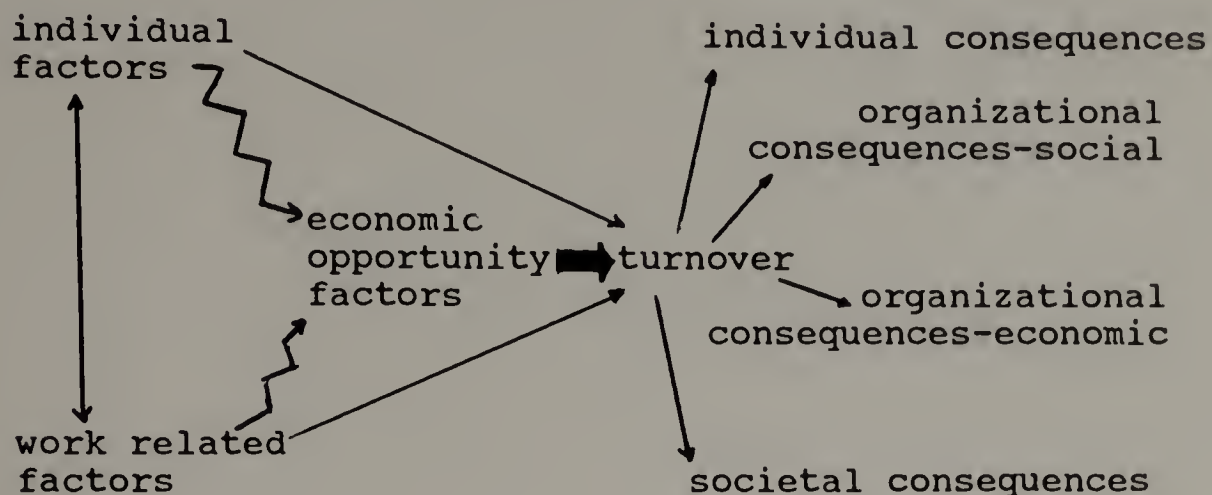 individual
factors
economic
opportunity
factors
work related
factors
turnover
individual consequences
organizational
consequences-social
organizational
consequences-economic
societal consequences